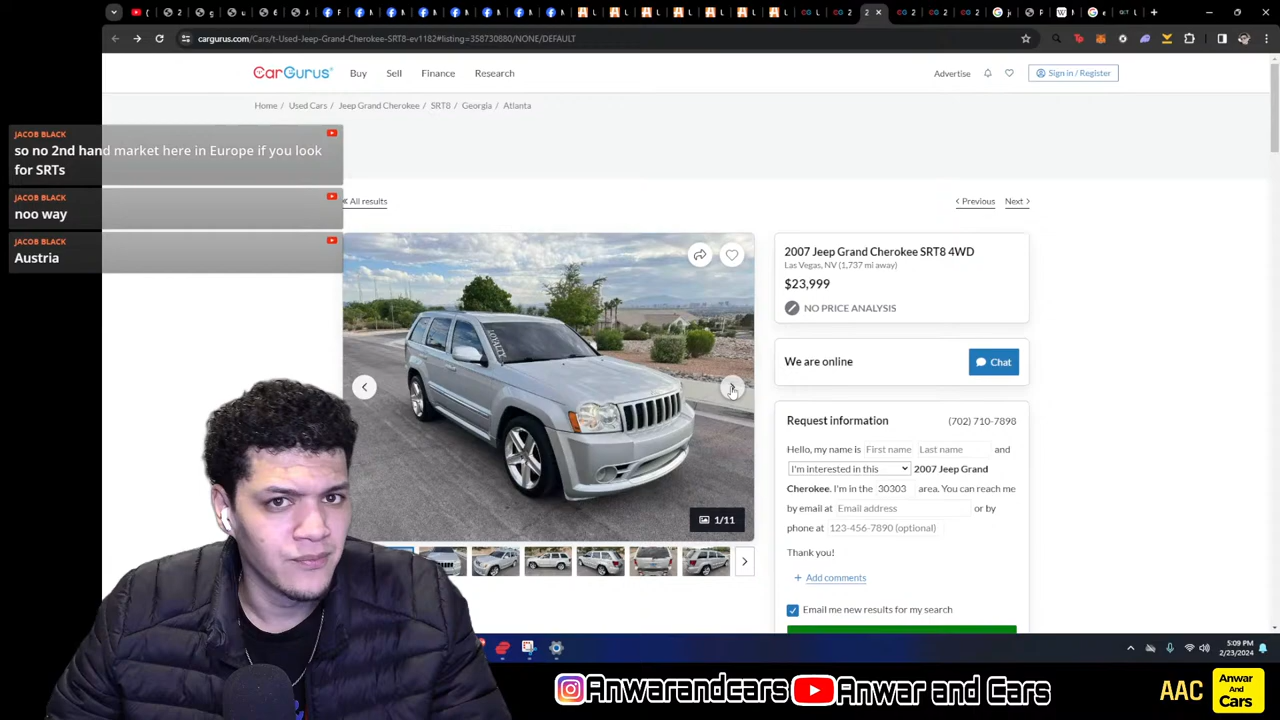 cargurus.com/Cars/t-Used-Jeep-Grand-Cherokee-SRT8-ev1182#listing=358730880/NONE/DEFAULT
CarGurus
Buy
Sell
Finance
Research
Advertise
Sign in / Register
Home / Used Cars / Jeep Grand Cherokee / SRT8 / Georgia / Atlanta
JACOB BLACK
so no 2nd hand market here in Europe if you look
for SRTs
JACOB BLACK
noo way
JACOB BLACK
Austria
All results
Previous
Next
LOYALTY
1/11
2007 Jeep Grand Cherokee SRT8 4WD
Las Vegas, NV (1,737 mi away)
$23,999
NO PRICE ANALYSIS
We are online
Chat
Request information
(702) 710-7898
Hello, my name is First name Last name and
I'm interested in this 2007 Jeep Grand
Cherokee. I'm in the 30303 area. You can reach me
by email at Email address or by
phone at 123-456-7890 (optional)
Thank you!
+ Add comments
Email me new results for my search
5:09 PM
2/23/2024
@Anwarandcars
Anwar and Cars
AAC
Anwar
And
Cars